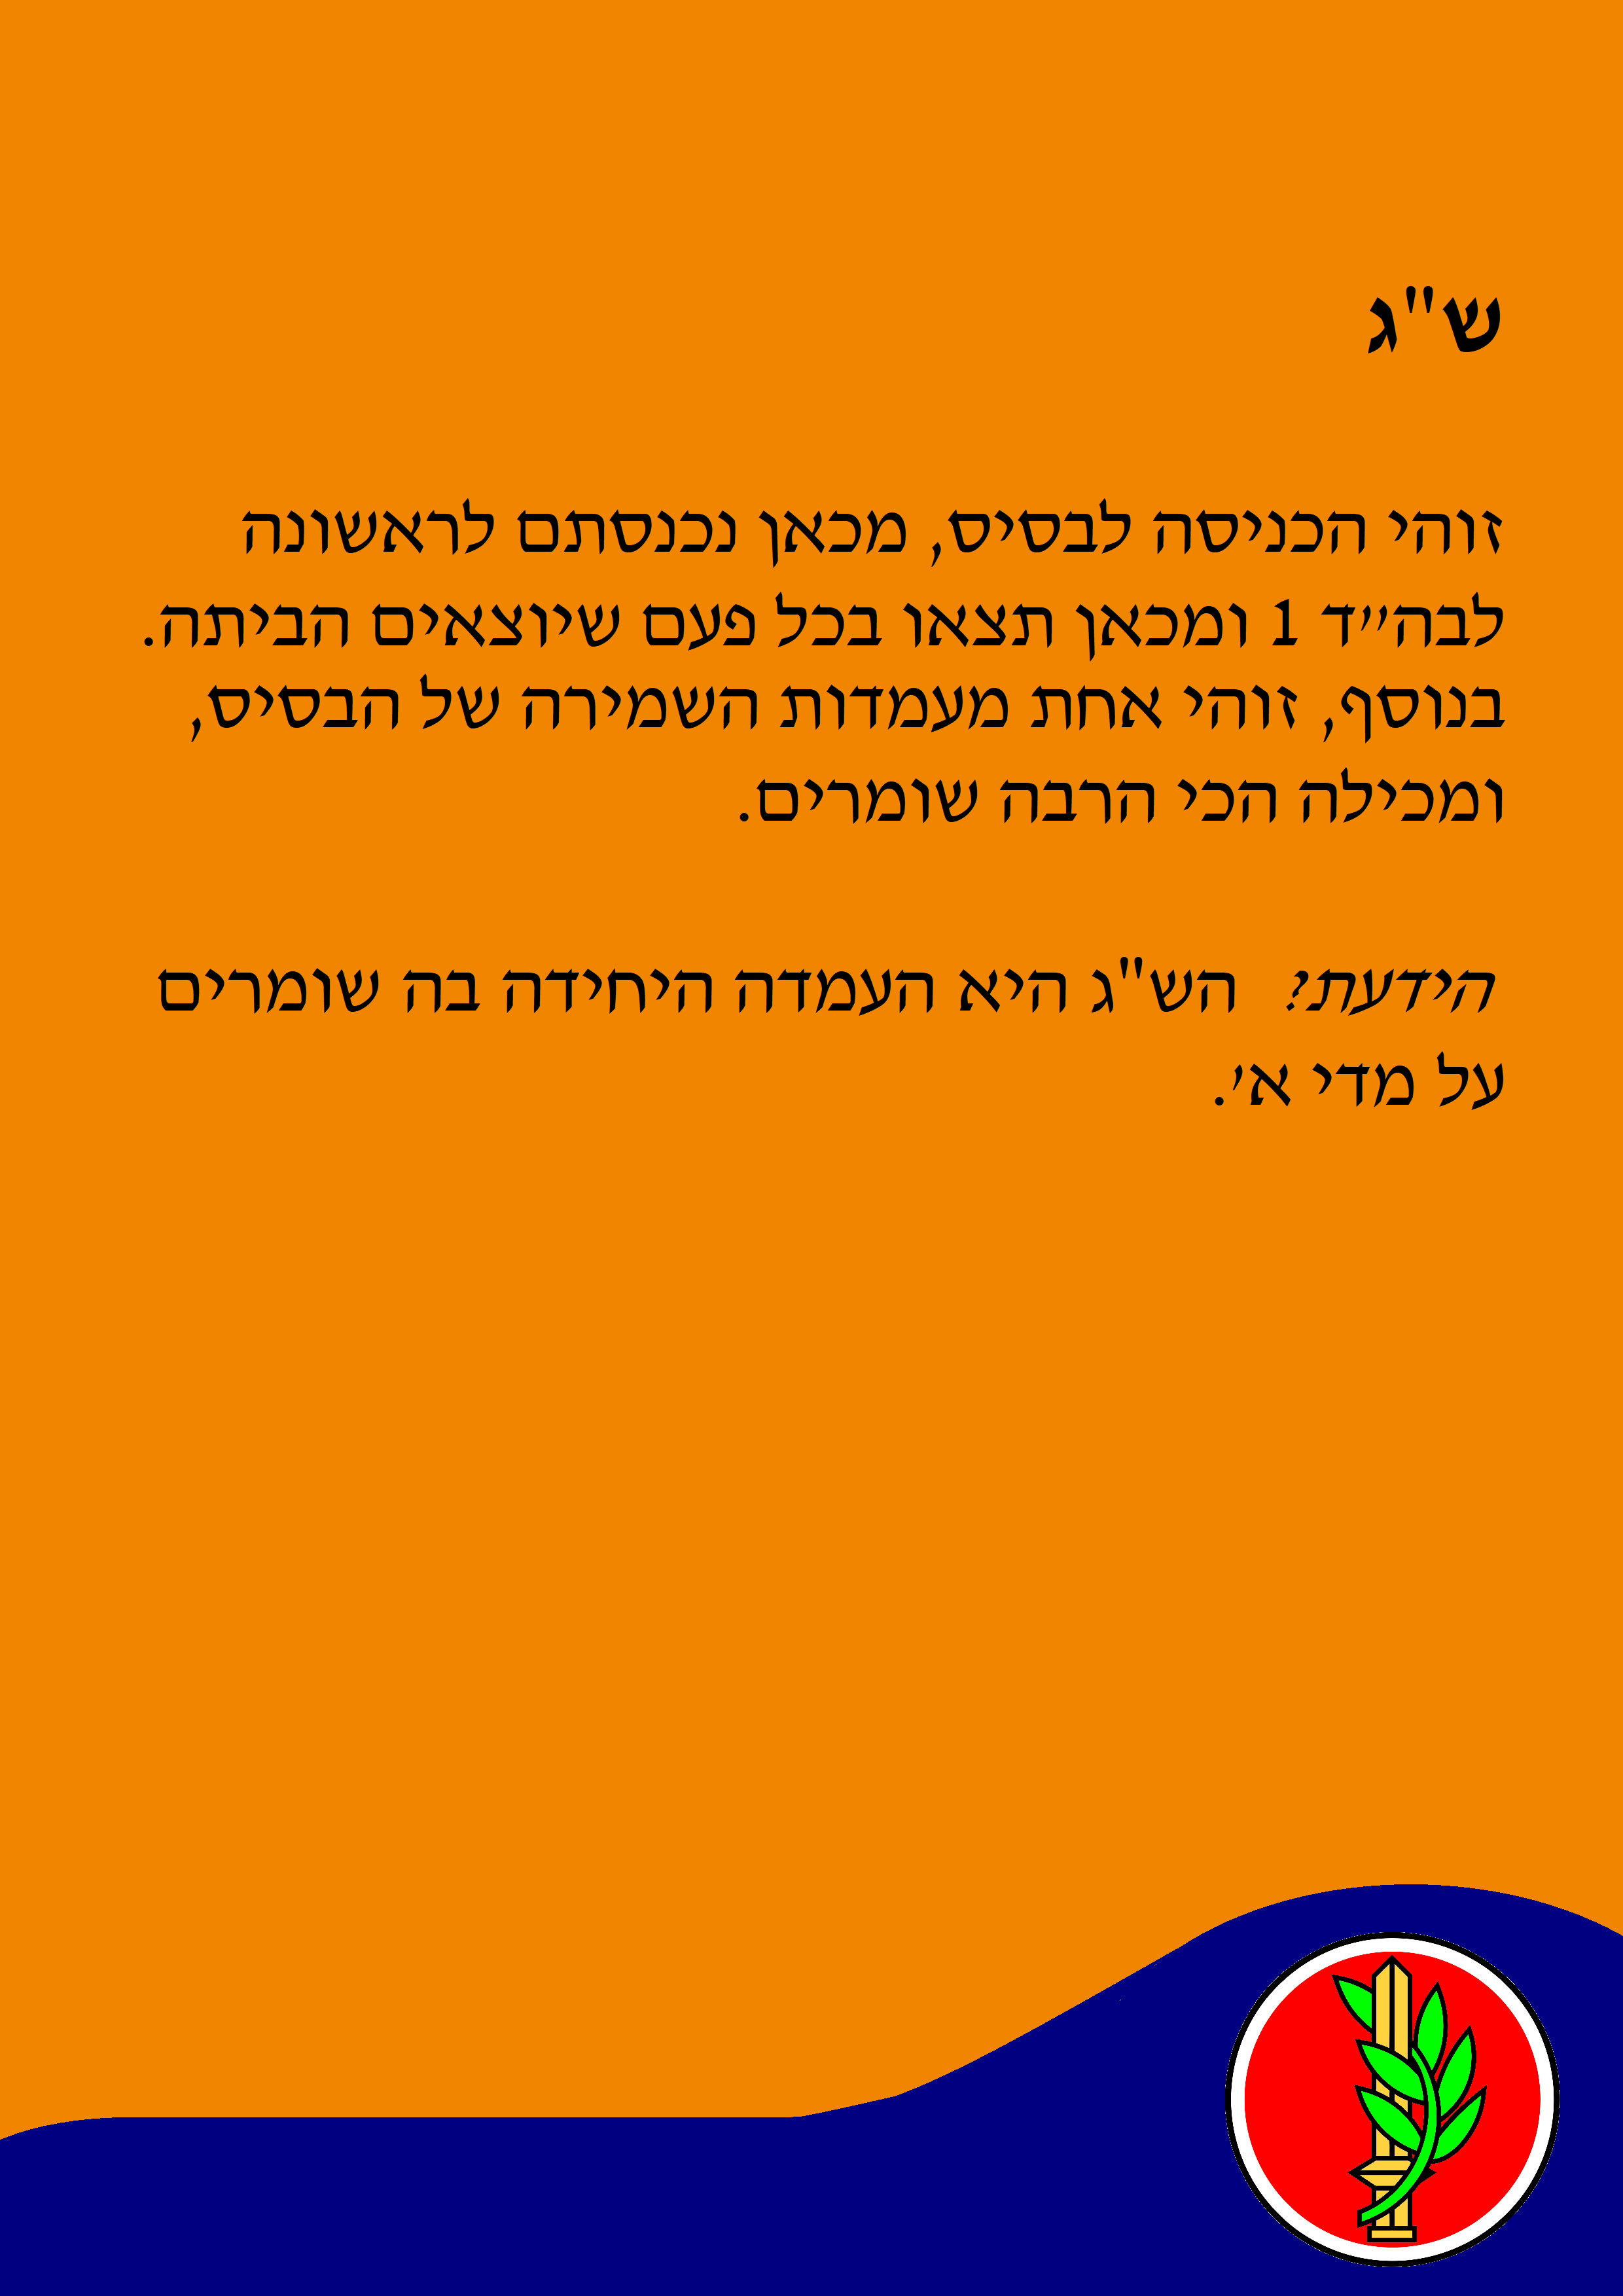 ש"ג
זוהי הכניסה לבסיס, מכאן נכנסתם לראשונה
לבה״ד 1 ומכאן תצאו בכל פעם שיוצאים הביתה.
בנוסף, זוהי אחת מעמדות השמירה של הבסיס,
ומכילה הכי הרבה שומרים.
הידעת? הש"ג היא העמדה היחידה בה שומרים
על מדי א׳.